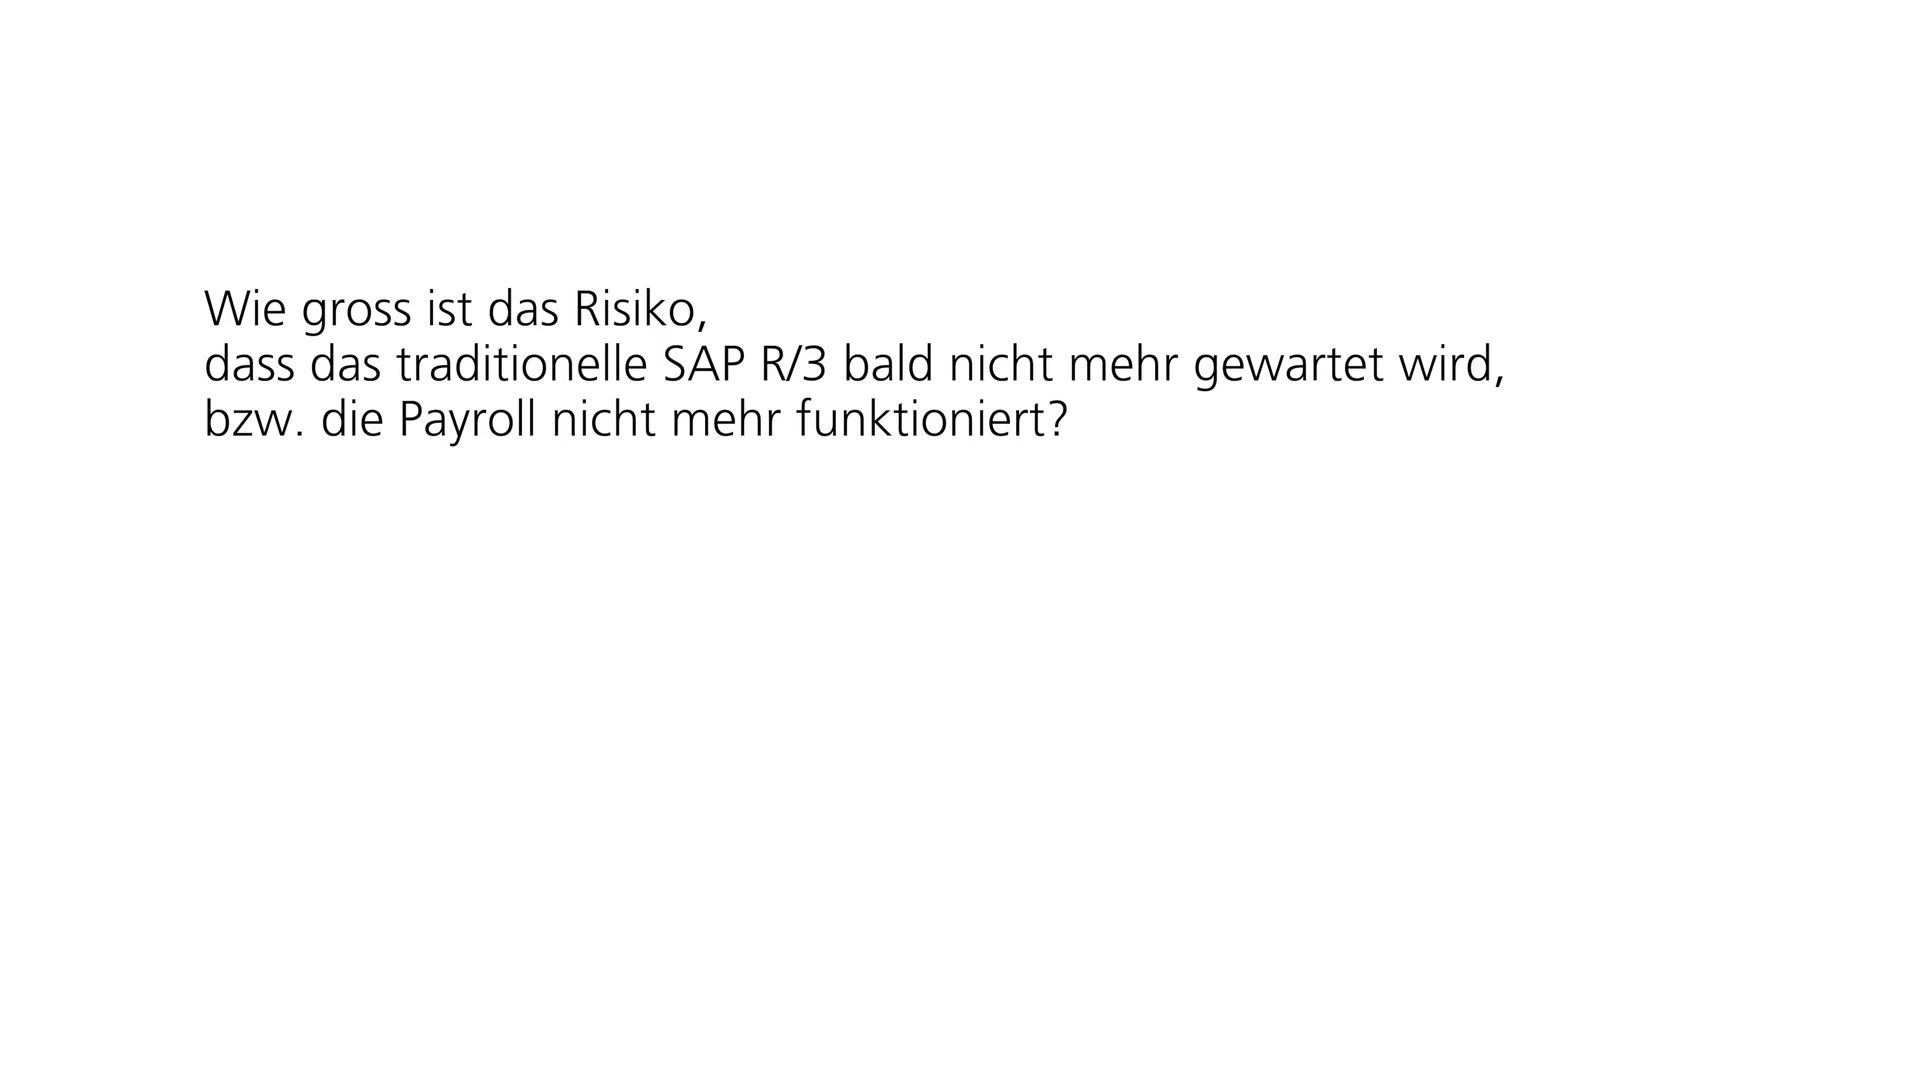 Wie gross ist das Risiko,
dass das traditionelle SAP R/3 bald nicht mehr gewartet wird,
bzw. die Payroll nicht mehr funktioniert?